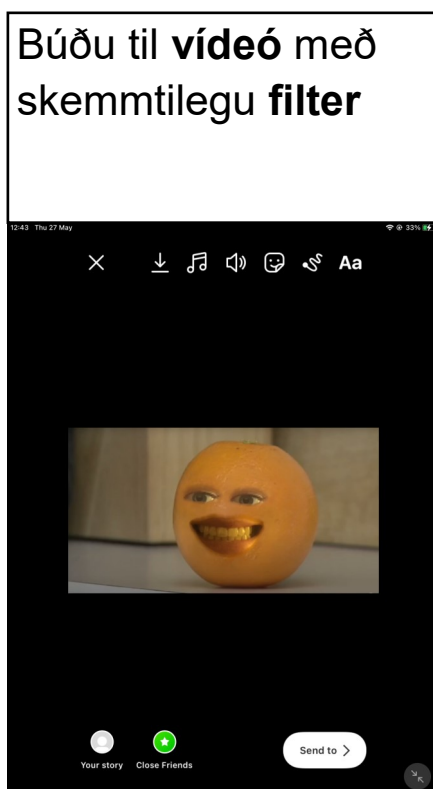 Búðu til vídeó með
skemmtilegu filter
12:43 Thu 27 May 33%
Aa
Your story Close Friends Send to